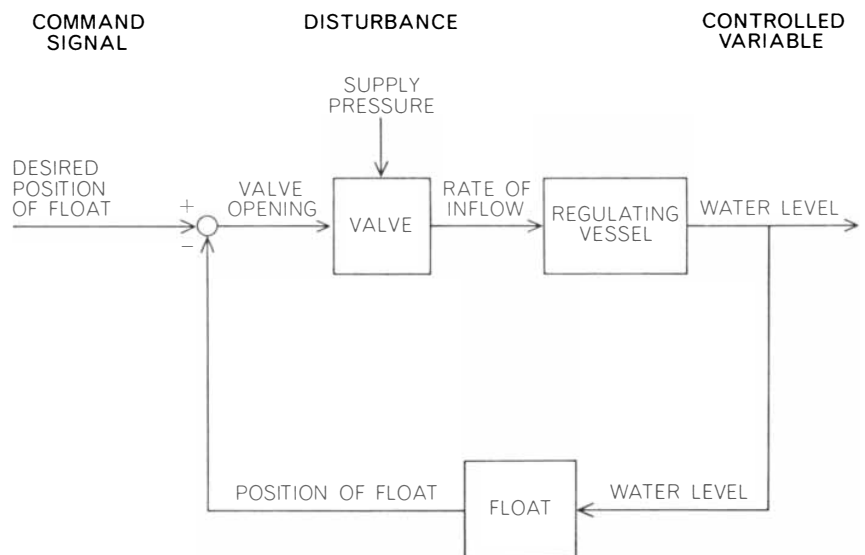 COMMAND
SIGNAL
DISTURBANCE
CONTROLLED
VARIABLE
SUPPLY
PRESSURE
DESIRED
POSITION
OF FLOAT
+
−
VALVE
OPENING
VALVE
RATE OF
INFLOW
REGULATING
VESSEL
WATER LEVEL
POSITION OF FLOAT
FLOAT
WATER LEVEL